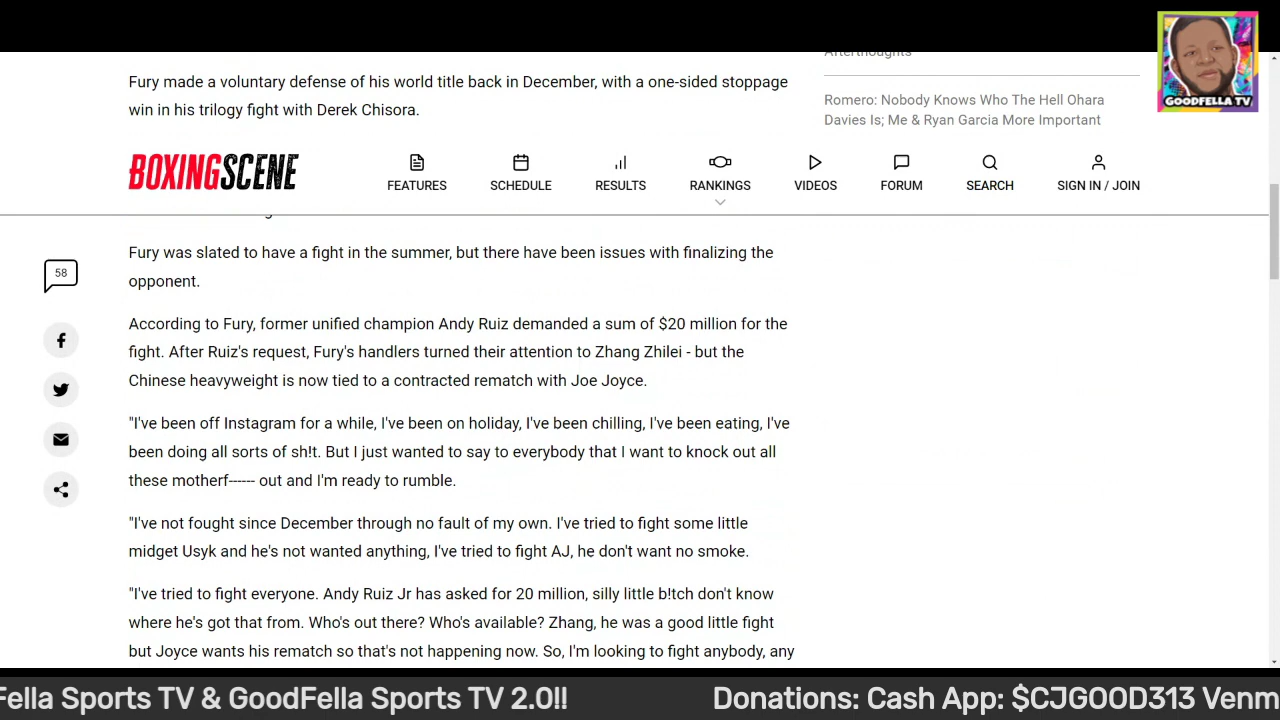 Afterthoughts
GOODFELLA TV
Fury made a voluntary defense of his world title back in December, with a one-sided stoppage
win in his trilogy fight with Derek Chisora.
Romero: Nobody Knows Who The Hell Ohara
Davies Is; Me & Ryan Garcia More Important
BOXINGSCENE
FEATURES
SCHEDULE
RESULTS
RANKINGS
VIDEOS
FORUM
SEARCH
SIGN IN / JOIN
Fury was slated to have a fight in the summer, but there have been issues with finalizing the
opponent.
58
According to Fury, former unified champion Andy Ruiz demanded a sum of $20 million for the
fight. After Ruiz's request, Fury's handlers turned their attention to Zhang Zhilei - but the
Chinese heavyweight is now tied to a contracted rematch with Joe Joyce.
"I've been off Instagram for a while, I've been on holiday, I've been chilling, I've been eating, I've
been doing all sorts of sh!t. But I just wanted to say to everybody that I want to knock out all
these motherf------ out and I'm ready to rumble.
"I've not fought since December through no fault of my own. I've tried to fight some little
midget Usyk and he's not wanted anything, I've tried to fight AJ, he don't want no smoke.
"I've tried to fight everyone. Andy Ruiz Jr has asked for 20 million, silly little b!tch don't know
where he's got that from. Who's out there? Who's available? Zhang, he was a good little fight
but Joyce wants his rematch so that's not happening now. So, I'm looking to fight anybody, any
Fella Sports TV & GoodFella Sports TV 2.0!!
Donations: Cash App: $CJGOOD313 Venm